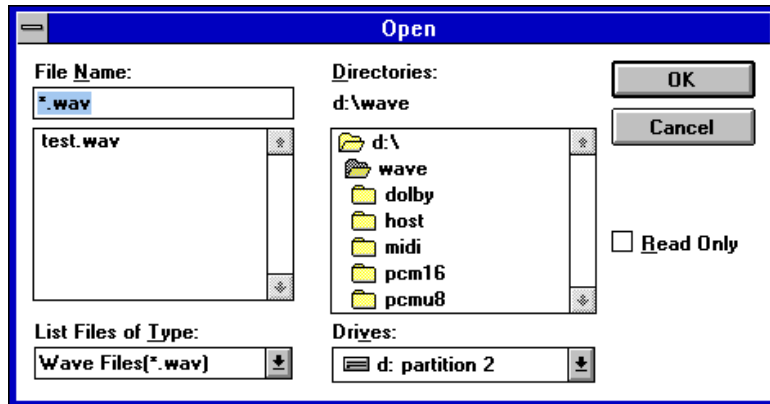 Open
File Name:
*.wav
test.wav
List Files of Type:
Wave Files(*.wav)
Directories:
d:\wave
d:\
wave
dolby
host
midi
pcm16
pcmu8
Drives:
d: partition 2
OK
Cancel
Read Only